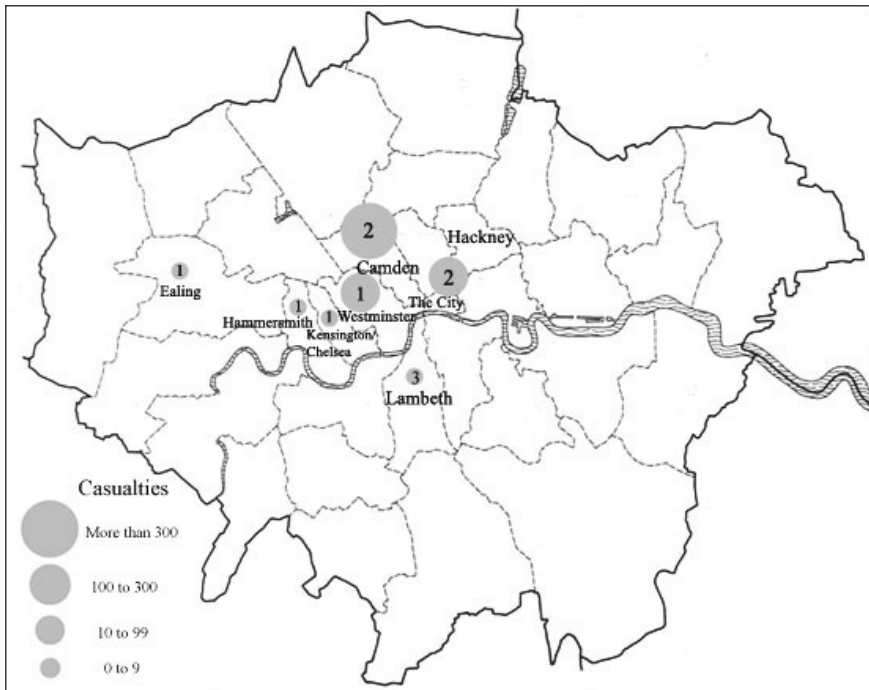 2
Hackney
Camden
2
1
Ealing
1
The City
1
Westminster
Hammersmith
1
Kensington/
Chelsea
3
Lambeth
Casualties
More than 300
100 to 300
10 to 99
0 to 9